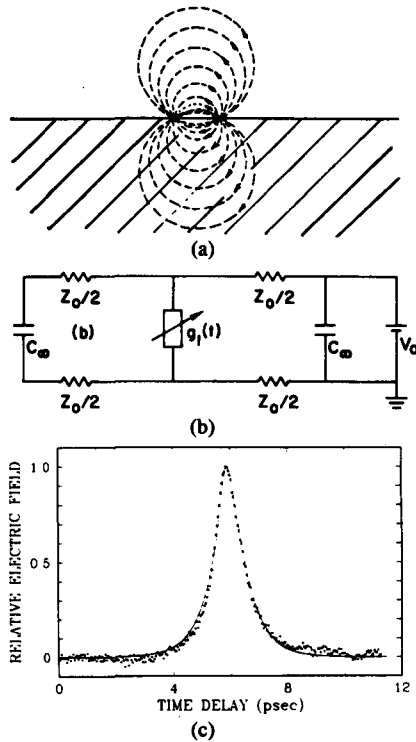 (a)
Z₀/2
Z₀/2
C∞
(b)
g₁(t)
C∞
V₀
Z₀/2
Z₀/2
(b)
RELATIVE ELECTRIC FIELD
1 0
0 5
0
0
4
8
12
TIME DELAY (psec)
(c)